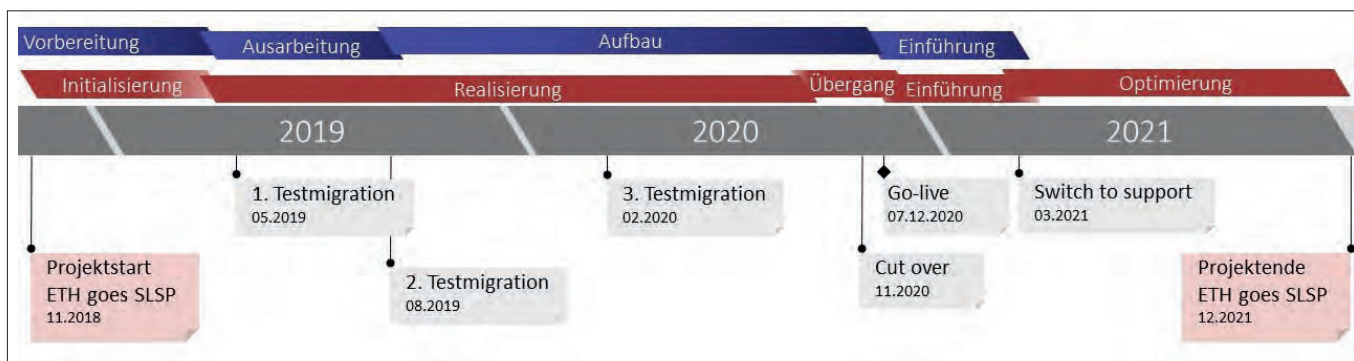 Vorbereitung
Ausarbeitung
Aufbau
Einführung
Initialisierung
Realisierung
Übergang
Einführung
Optimierung
2019
2020
2021
1. Testmigration
05.2019
3. Testmigration
02.2020
Go-live
07.12.2020
Switch to support
03.2021
Projektstart
ETH goes SLSP
11.2018
2. Testmigration
08.2019
Cut over
11.2020
Projektende
ETH goes SLSP
12.2021